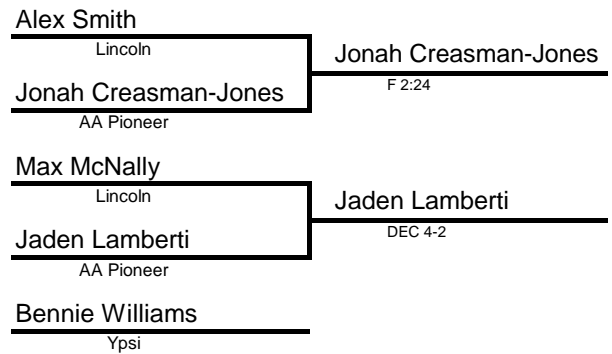 Alex Smith
Lincoln
Jonah Creasman-Jones
F 2:24
Jonah Creasman-Jones
AA Pioneer
Max McNally
Lincoln
Jaden Lamberti
DEC 4-2
Jaden Lamberti
AA Pioneer
Bennie Williams
Ypsi